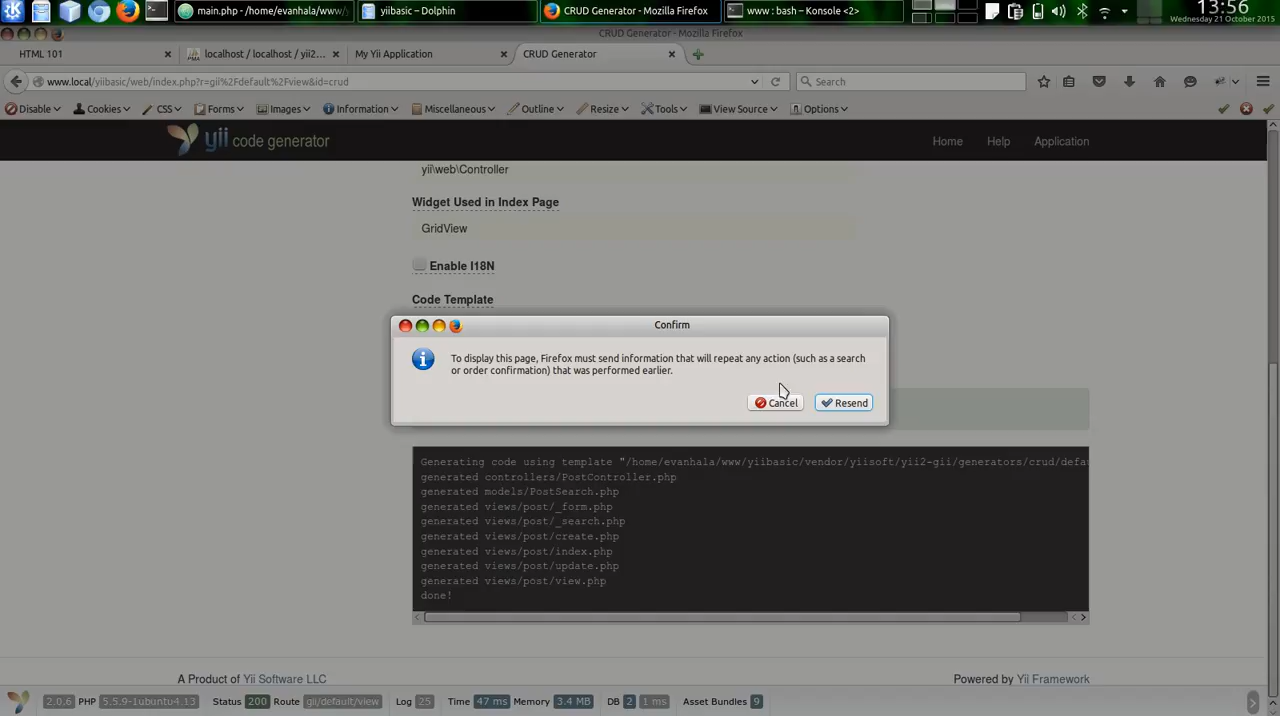 main.php - /home/evanhala/www/y
yiibasic - Dolphin
CRUD Generator - Mozilla Firefox
www : bash – Konsole <2>
13:56
Wednesday 21 October 2015
CRUD Generator - Mozilla Firefox
HTML 101
localhost / localhost / yii2...
My Yii Application
CRUD Generator
www.local/yiibasic/web/index.php?r=gii%2Fdefault%2Fview&id=crud
Search
Disable
Cookies
CSS
Forms
Images
Information
Miscellaneous
Outline
Resize
Tools
View Source
Options
yii code generator
Home
Help
Application
yii\web\Controller
Widget Used in Index Page
GridView
Enable I18N
Code Template
Confirm
To display this page, Firefox must send information that will repeat any action (such as a search
or order confirmation) that was performed earlier.
Cancel
Resend
Generating code using template "/home/evanhala/www/yiibasic/vendor/yiisoft/yii2-gii/generators/crud/defau
generated controllers/PostController.php
generated models/PostSearch.php
generated views/post/_form.php
generated views/post/_search.php
generated views/post/create.php
generated views/post/index.php
generated views/post/update.php
generated views/post/view.php
done!
A Product of Yii Software LLC
Powered by Yii Framework
2.0.6 PHP 5.5.9-1ubuntu4.13 Status 200 Route gii/default/view Log 25 Time 47 ms Memory 3.4 MB DB 2 1 ms Asset Bundles 9